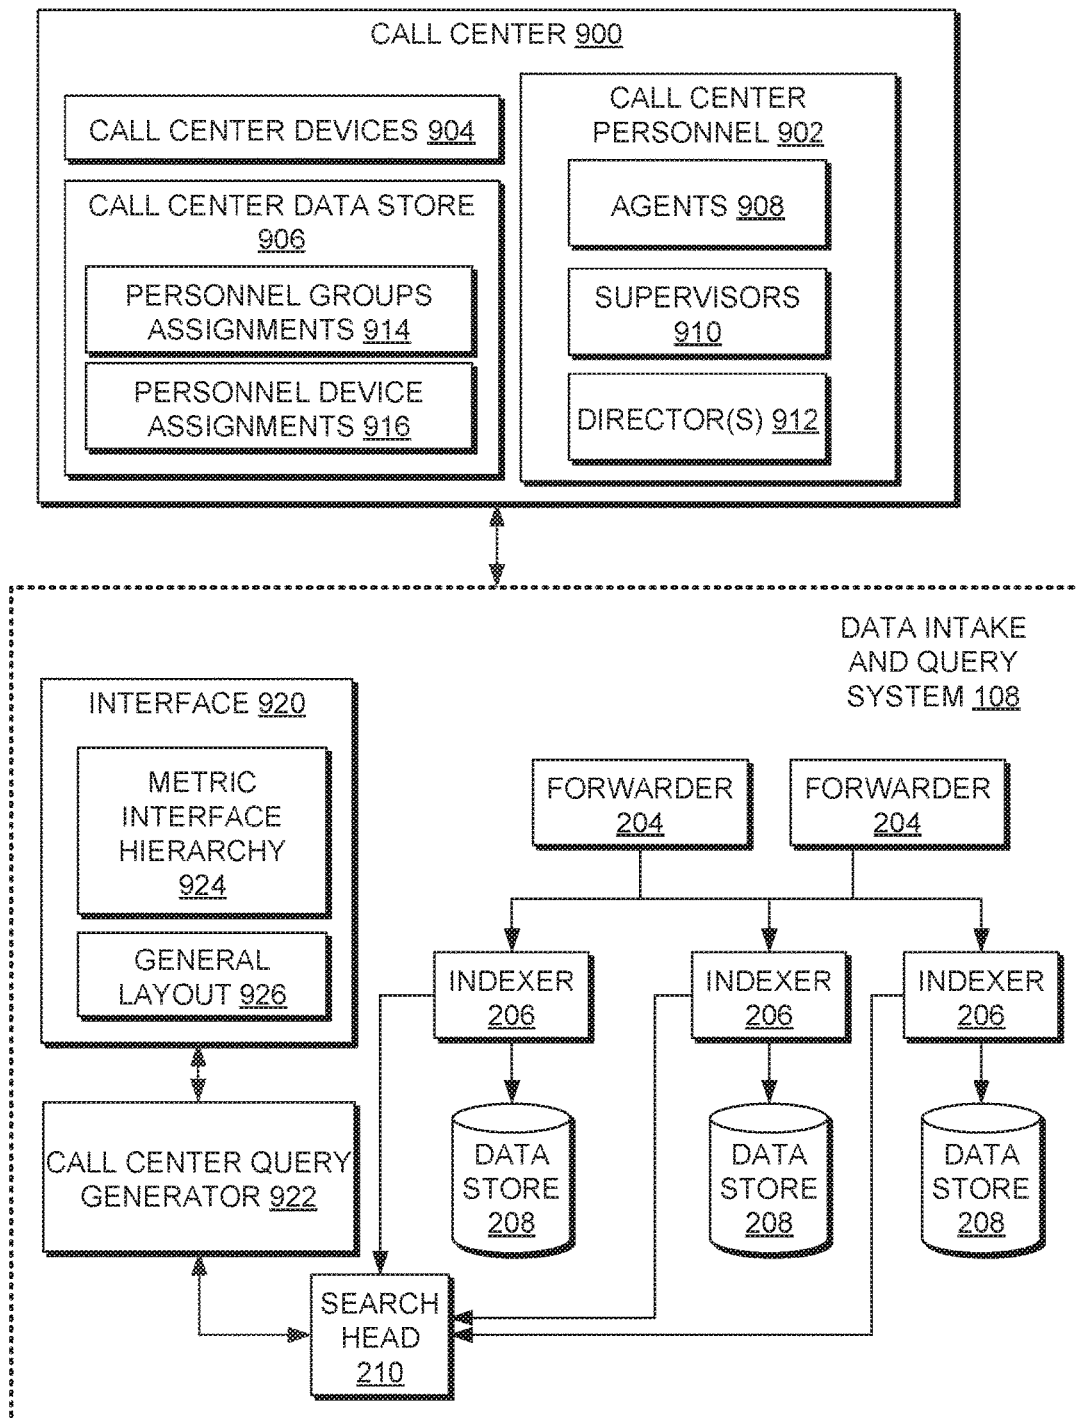 CALL CENTER 900
CALL CENTER DEVICES 904
CALL CENTER DATA STORE
906
PERSONNEL GROUPS
ASSIGNMENTS 914
PERSONNEL DEVICE
ASSIGNMENTS 916
CALL CENTER
PERSONNEL 902
AGENTS 908
SUPERVISORS
910
DIRECTOR(S) 912
DATA INTAKE
AND QUERY
SYSTEM 108
INTERFACE 920
METRIC
INTERFACE
HIERARCHY
924
GENERAL
LAYOUT 926
CALL CENTER QUERY
GENERATOR 922
FORWARDER
204
FORWARDER
204
INDEXER
206
INDEXER
206
INDEXER
206
DATA
STORE
208
DATA
STORE
208
DATA
STORE
208
SEARCH
HEAD
210